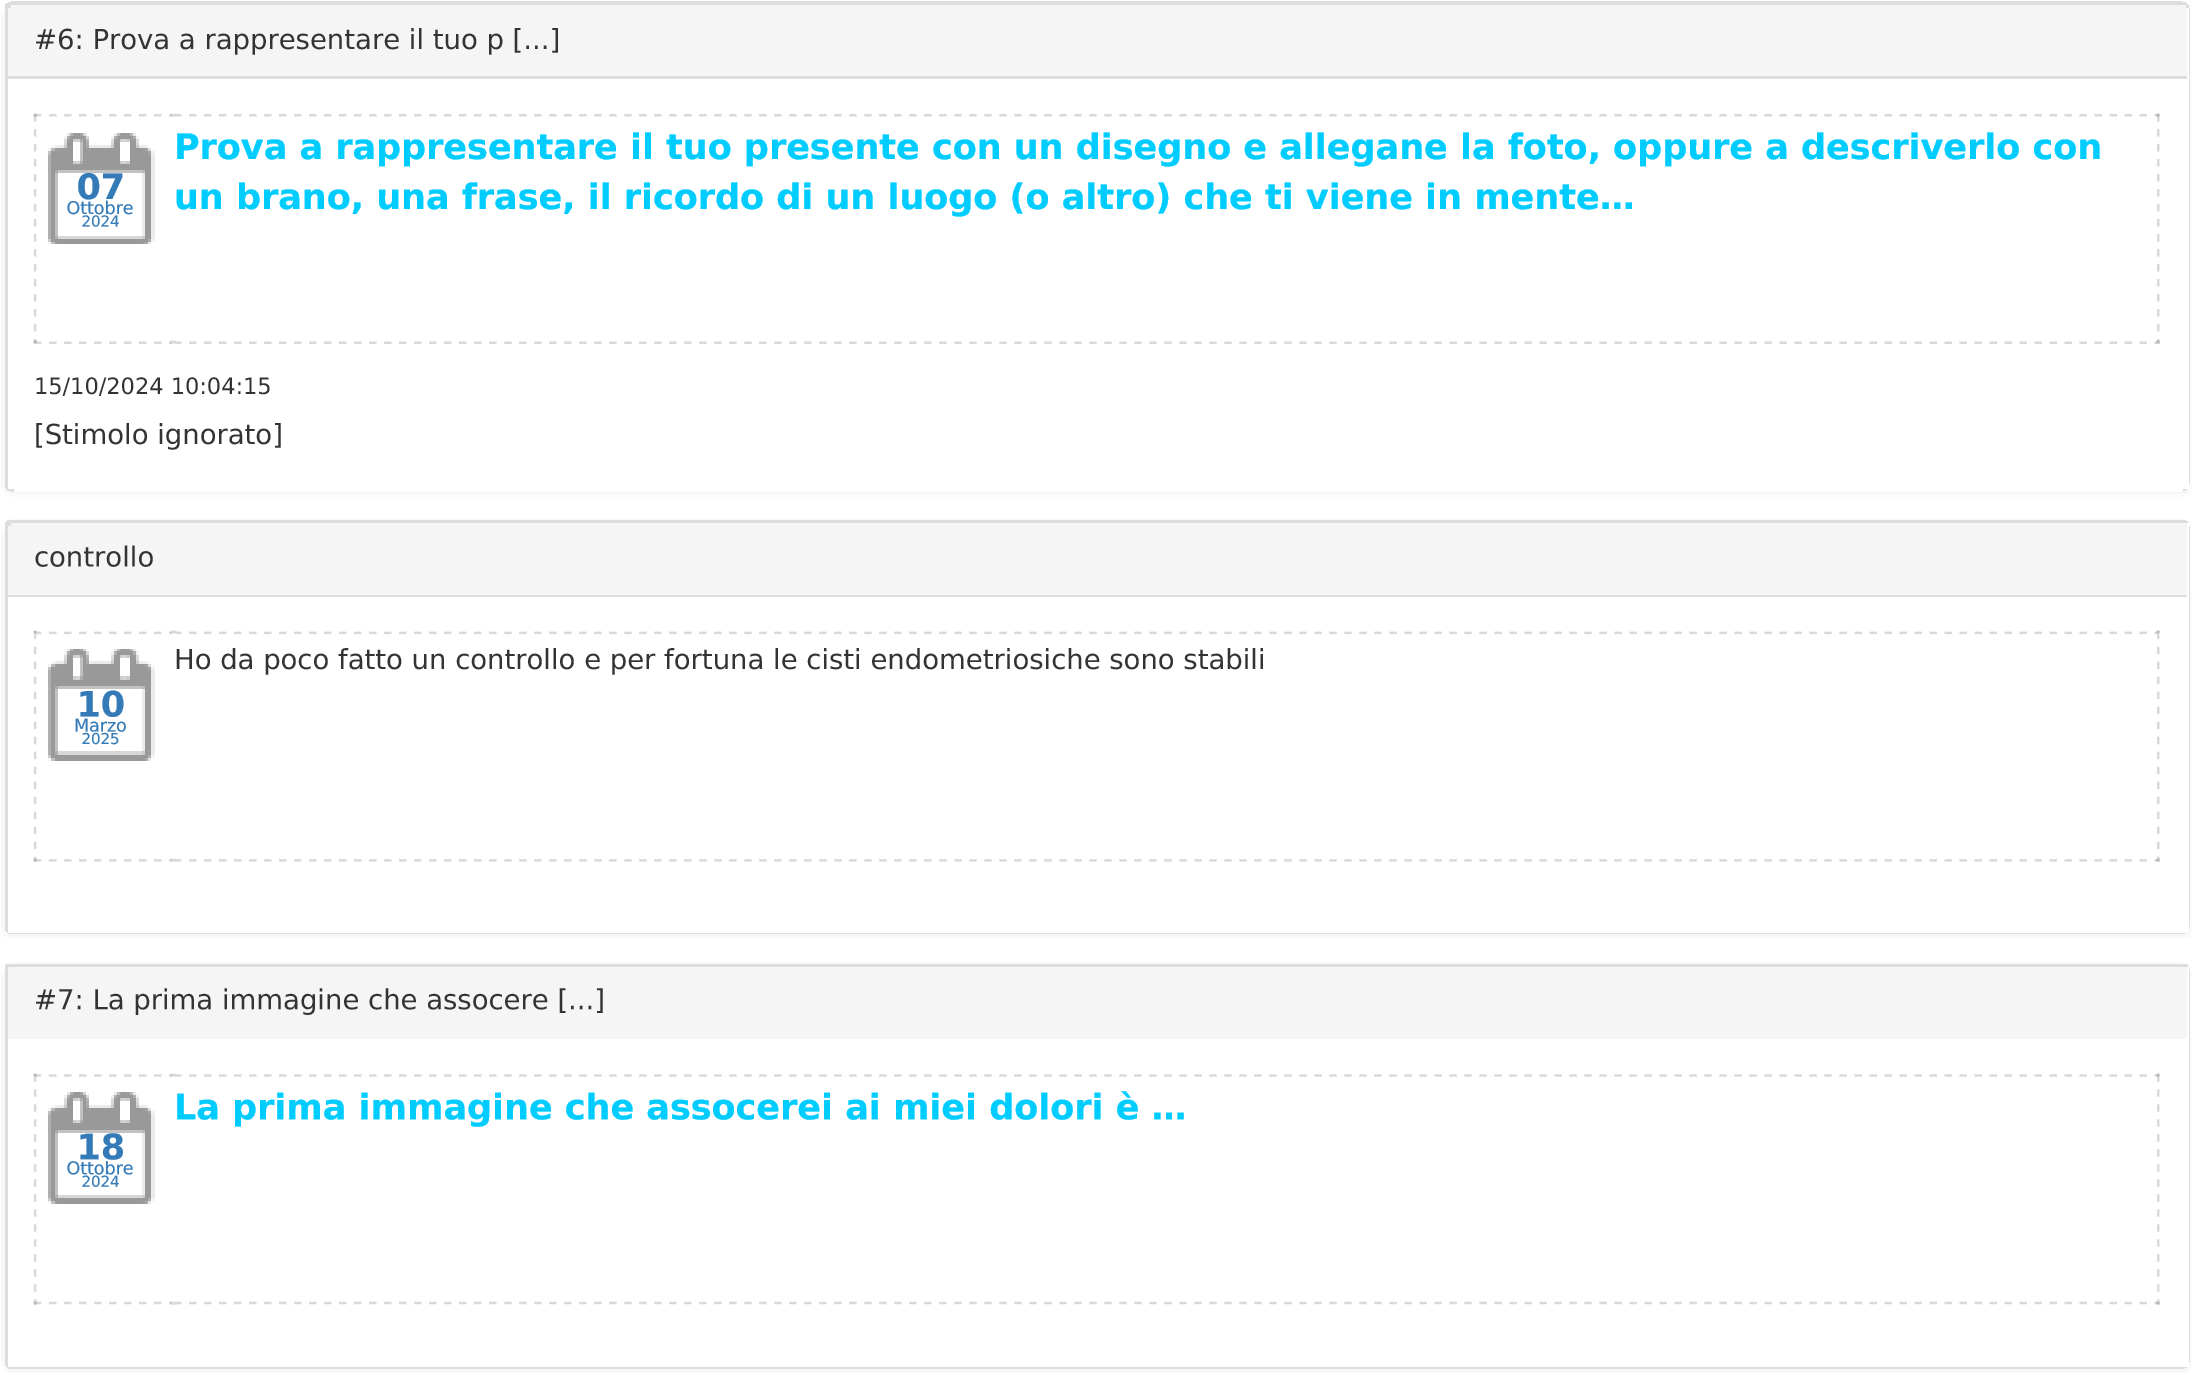 #6: Prova a rappresentare il tuo p [...]
07
Ottobre
2024
Prova a rappresentare il tuo presente con un disegno e allegane la foto, oppure a descriverlo con
un brano, una frase, il ricordo di un luogo (o altro) che ti viene in mente...
15/10/2024 10:04:15
[Stimolo ignorato]
controllo
10
Marzo
2025
Ho da poco fatto un controllo e per fortuna le cisti endometriosiche sono stabili
#7: La prima immagine che assocere [...]
18
Ottobre
2024
La prima immagine che assocerei ai miei dolori è ...